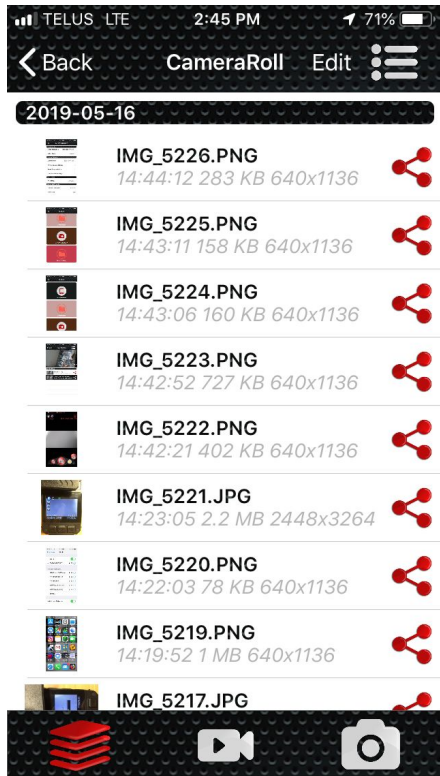 TELUS LTE 2:45 PM 71%
Back CameraRoll Edit
2019-05-16
IMG_5226.PNG
14:44:12 283 KB 640x1136
IMG_5225.PNG
14:43:11 158 KB 640x1136
IMG_5224.PNG
14:43:06 160 KB 640x1136
IMG_5223.PNG
14:42:52 727 KB 640x1136
IMG_5222.PNG
14:42:21 402 KB 640x1136
IMG_5221.JPG
14:23:05 2.2 MB 2448x3264
IMG_5220.PNG
14:22:03 78 KB 640x1136
IMG_5219.PNG
14:19:52 1 MB 640x1136
IMG_5217.JPG